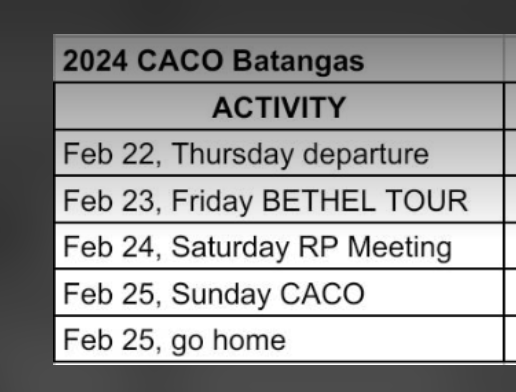 2024 CACO Batangas
ACTIVITY
Feb 22, Thursday departure
Feb 23, Friday BETHEL TOUR
Feb 24, Saturday RP Meeting
Feb 25, Sunday CACO
Feb 25, go home